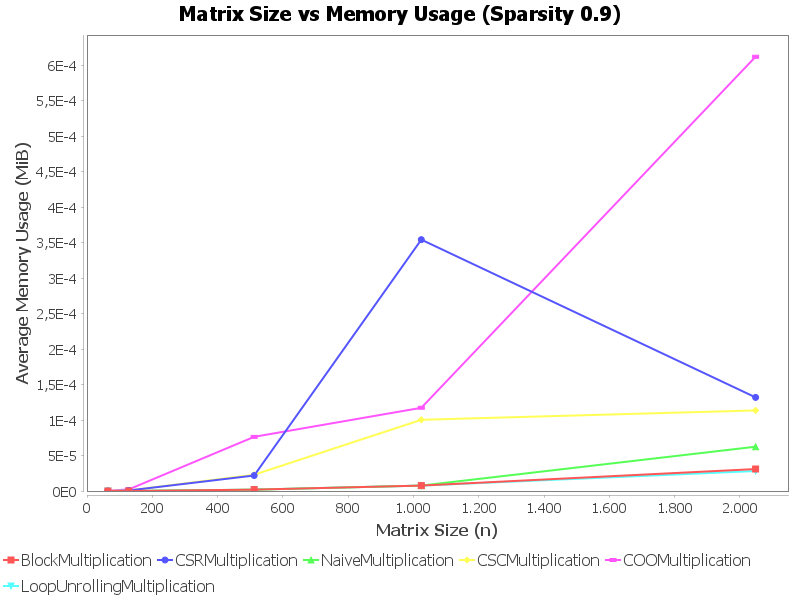 Matrix Size vs Memory Usage (Sparsity 0.9)
Average Memory Usage (MiB)
6E-4
5,5E-4
5E-4
4,5E-4
4E-4
3,5E-4
3E-4
2,5E-4
2E-4
1,5E-4
1E-4
5E-5
0E0
0 200 400 600 800 1.000 1.200 1.400 1.600 1.800 2.000
Matrix Size (n)
BlockMultiplication CSRMultiplication NaiveMultiplication CSCMultiplication COOMultiplication
LoopUnrollingMultiplication